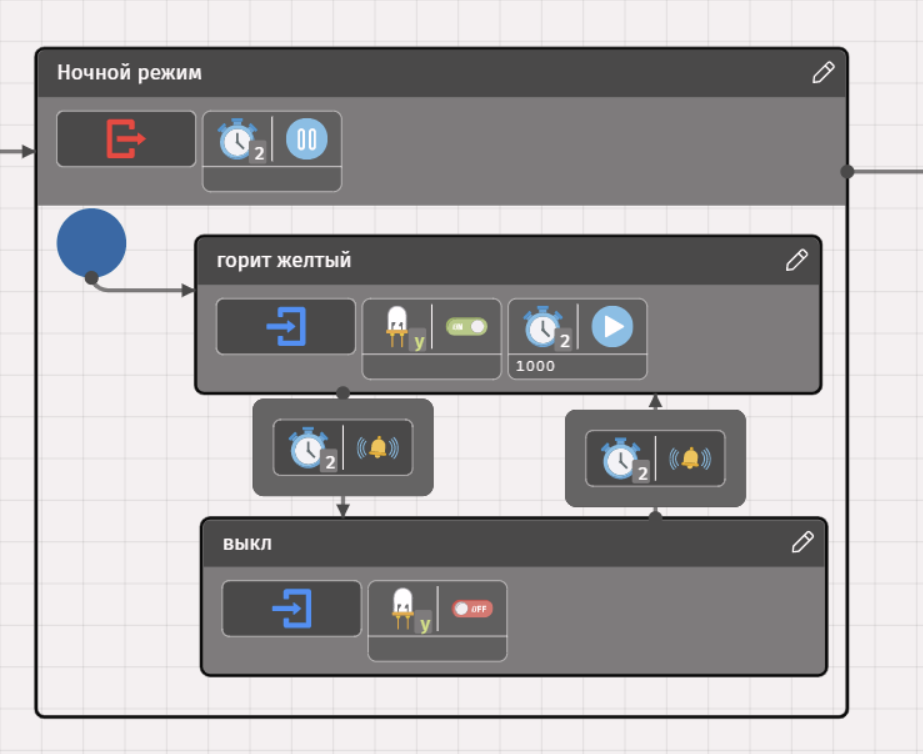 Ночной режим
2
горит желтый
y ON 2
1000
2
2
выкл
y OFF